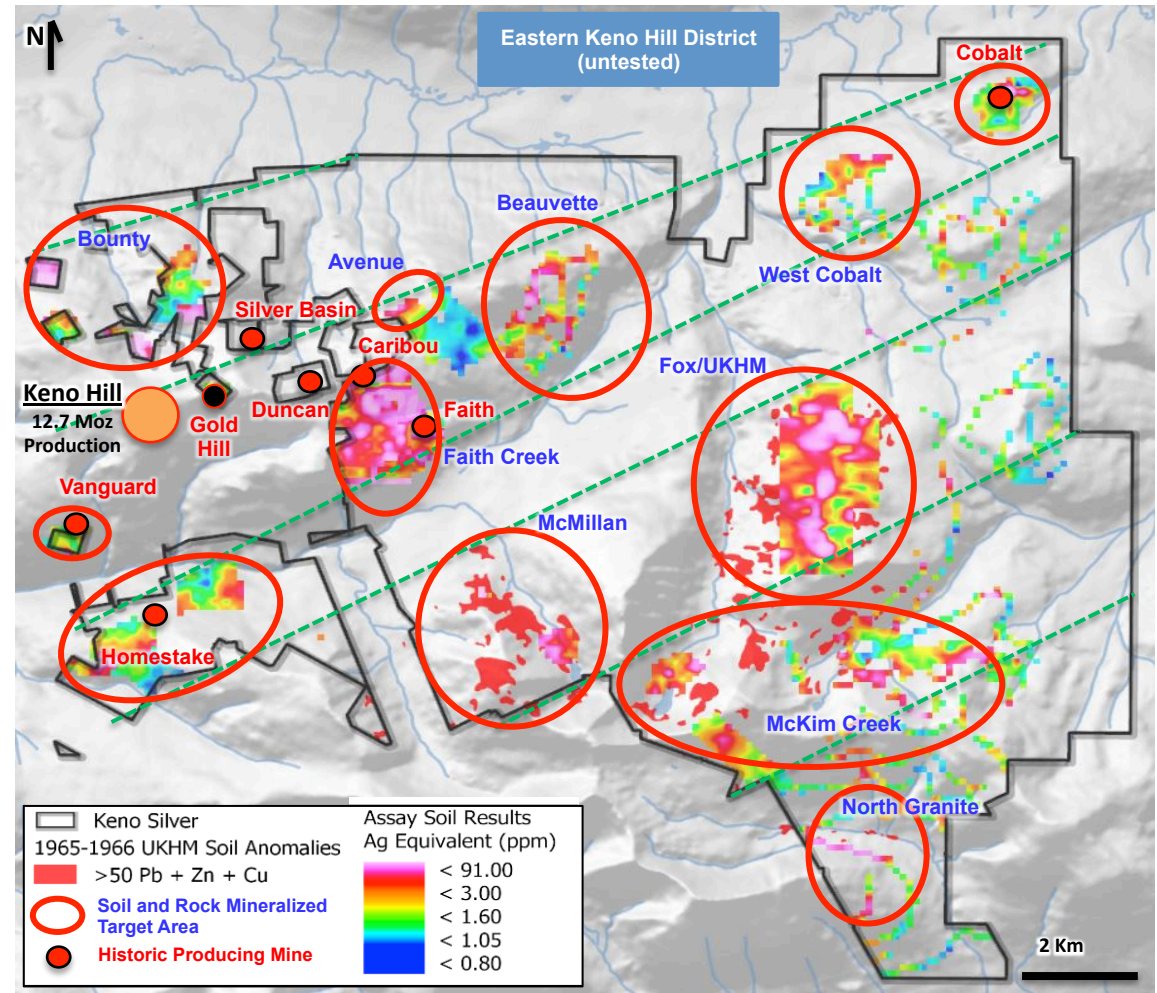 N
Eastern Keno Hill District
(untested)
Cobalt
Bounty
Beauvette
Avenue
West Cobalt
Silver Basin
Caribou
Fox/UKHM
Keno Hill
12.7 Moz
Production
Gold
Hill
Duncan
Faith
Faith Creek
Vanguard
McMillan
Homestake
McKim Creek
North Granite
Keno Silver
1965-1966 UKHM Soil Anomalies
>50 Pb + Zn + Cu
Soil and Rock Mineralized
Target Area
Historic Producing Mine
Assay Soil Results
Ag Equivalent (ppm)
< 91.00
< 3.00
< 1.60
< 1.05
< 0.80
2 Km